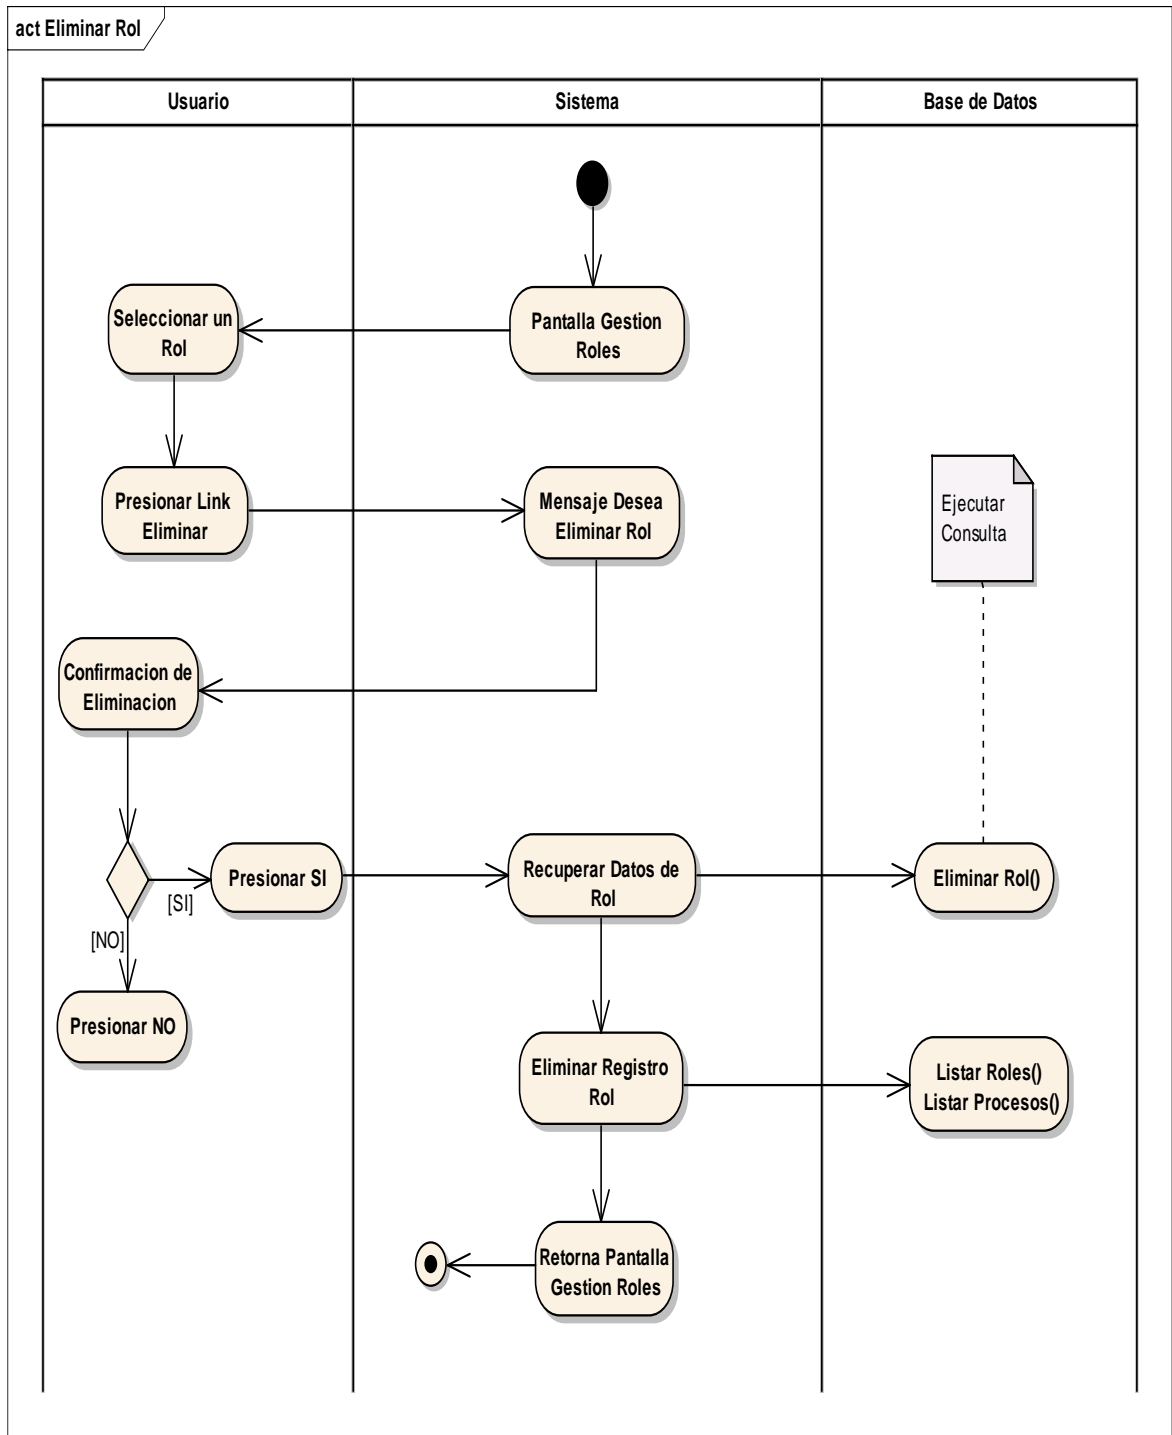 act Eliminar Rol
Usuario
Sistema
Base de Datos
Seleccionar un
Rol
Pantalla Gestion
Roles
Presionar Link
Eliminar
Mensaje Desea
Eliminar Rol
Ejecutar
Consulta
Confirmacion de
Eliminacion
Presionar SI
[SI]
Recuperar Datos de
Rol
Eliminar Rol()
[NO]
Presionar NO
Eliminar Registro
Rol
Listar Roles()
Listar Procesos()
Retorna Pantalla
Gestion Roles